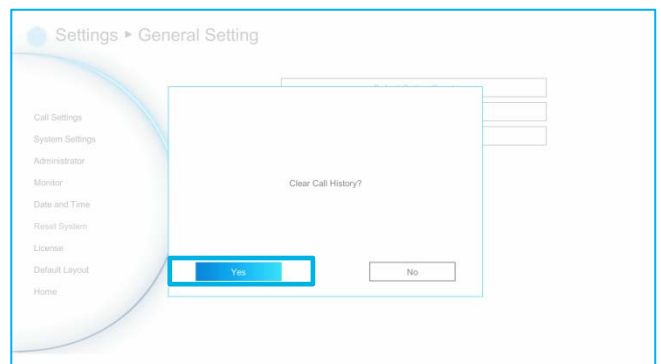 Settings ▸ General Setting
Call Settings
System Settings
Administrator
Monitor
Date and Time
Reset System
License
Default Layout
Home
Clear Call History?
Yes
No